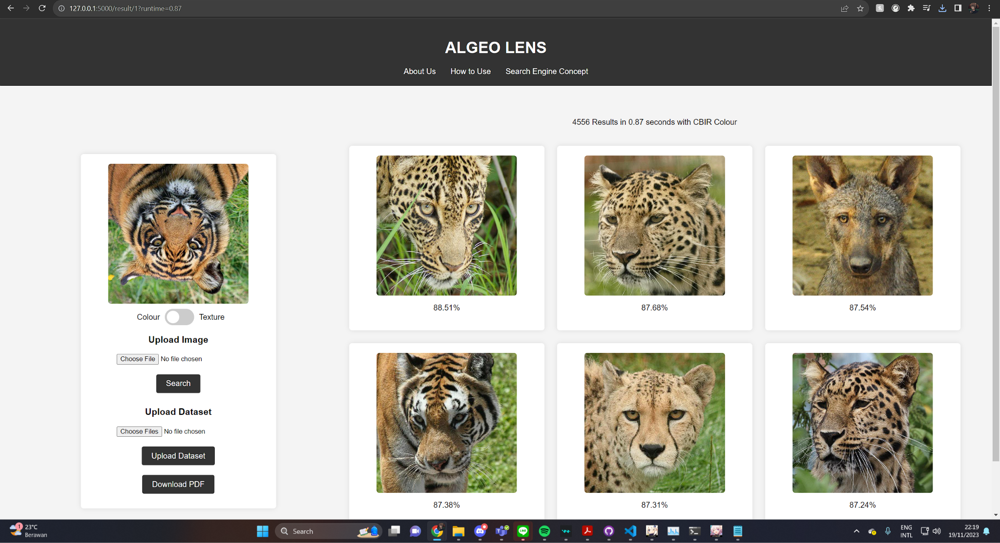 127.0.0.1:5000/result/1?runtime=0.87
ALGEO LENS
About Us How to Use Search Engine Concept
4556 Results in 0.87 seconds with CBIR Colour
Colour Texture
Upload Image
Choose File No file chosen
Search
Upload Dataset
Choose Files No file chosen
Upload Dataset
Download PDF
88.51% 87.68% 87.54%
87.38% 87.31% 87.24%
1
23°C
Berawan
Search
LINE
ENG
INTL
22:19
19/11/2023